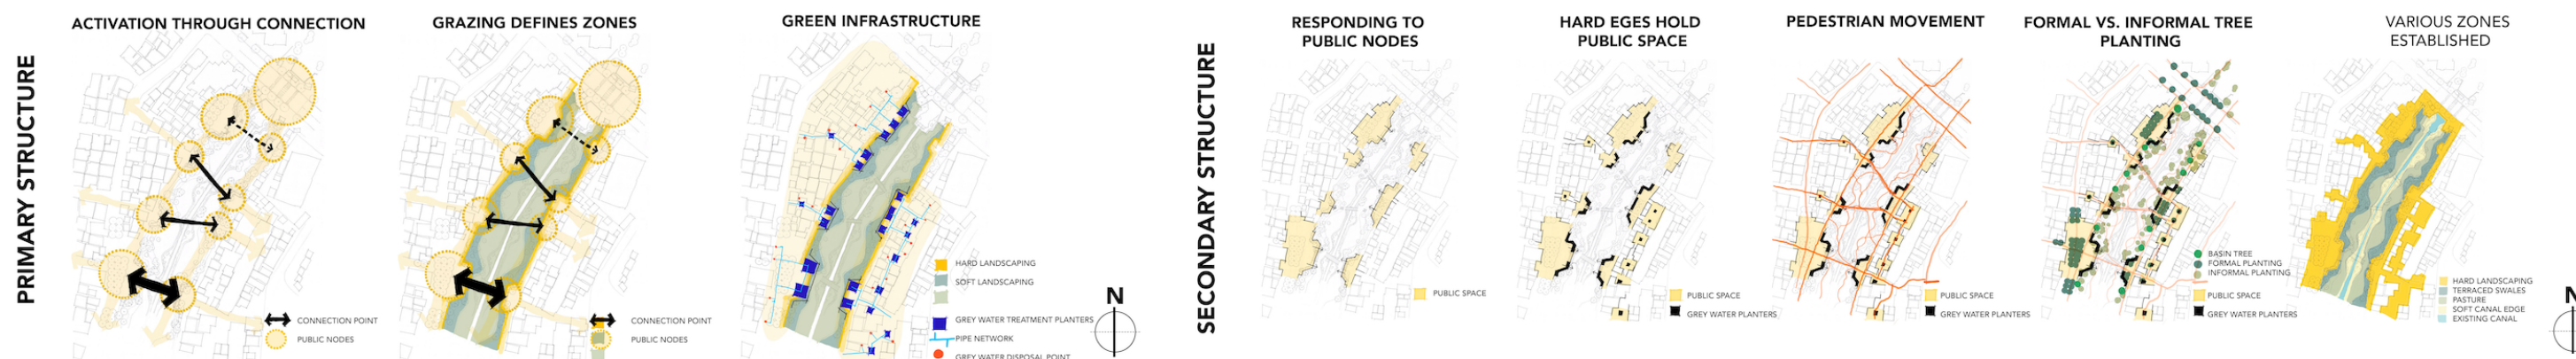 PRIMARY STRUCTURE
ACTIVATION THROUGH CONNECTION
CONNECTION POINT
PUBLIC NODES
GRAZING DEFINES ZONES
CONNECTION POINT
PUBLIC NODES
GREEN INFRASTRUCTURE
HARD LANDSCAPING
SOFT LANDSCAPING
GREY WATER TREATMENT PLANTERS
PIPE NETWORK
GREY WATER DISPOSAL POINT
N
SECONDARY STRUCTURE
RESPONDING TO
PUBLIC NODES
PUBLIC SPACE
HARD EGES HOLD
PUBLIC SPACE
PUBLIC SPACE
GREY WATER PLANTERS
PEDESTRIAN MOVEMENT
PUBLIC SPACE
GREY WATER PLANTERS
FORMAL VS. INFORMAL TREE
PLANTING
BASIN TREE
FORMAL PLANTING
INFORMAL PLANTING
PUBLIC SPACE
GREY WATER PLANTERS
VARIOUS ZONES
ESTABLISHED
HARD LANDSCAPING
TERRACED SWALES
PASTURE
SOFT CANAL EDGE
EXISTING CANAL
N